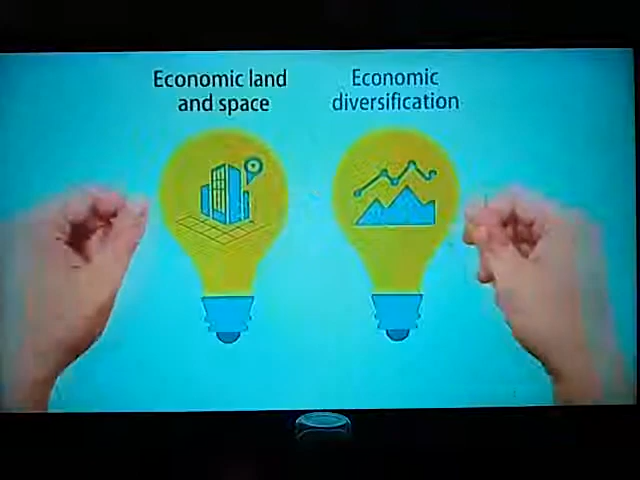 Economic land
and space
Economic
diversification